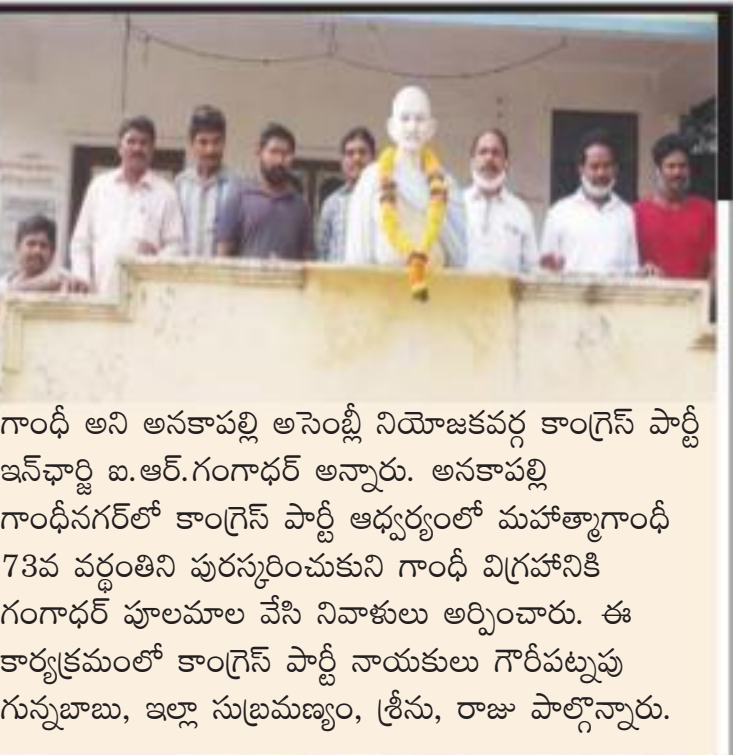 గాంధీ అని అనకాపల్లి అసెంబ్లీ నియోజకవర్గ కాంగ్రెస్ పార్టీ
ఇన్‌ఛార్జి ఐ.ఆర్.గంగాధర్ అన్నారు. అనకాపల్లి
గాంధీనగర్‌లో కాంగ్రెస్ పార్టీ ఆధ్వర్యంలో మహాత్మాగాంధీ
73వ వర్థంతిని పురస్కరించుకుని గాంధీ విగ్రహానికి
గంగాధర్ పూలమాల వేసి నివాళులు అర్పించారు. ఈ
కార్యక్రమంలో కాంగ్రెస్ పార్టీ నాయకులు గౌరీపట్నపు
గున్నబాబు, ఇల్లా సుబ్రమణ్యం, శ్రీను, రాజు పాల్గొన్నారు.